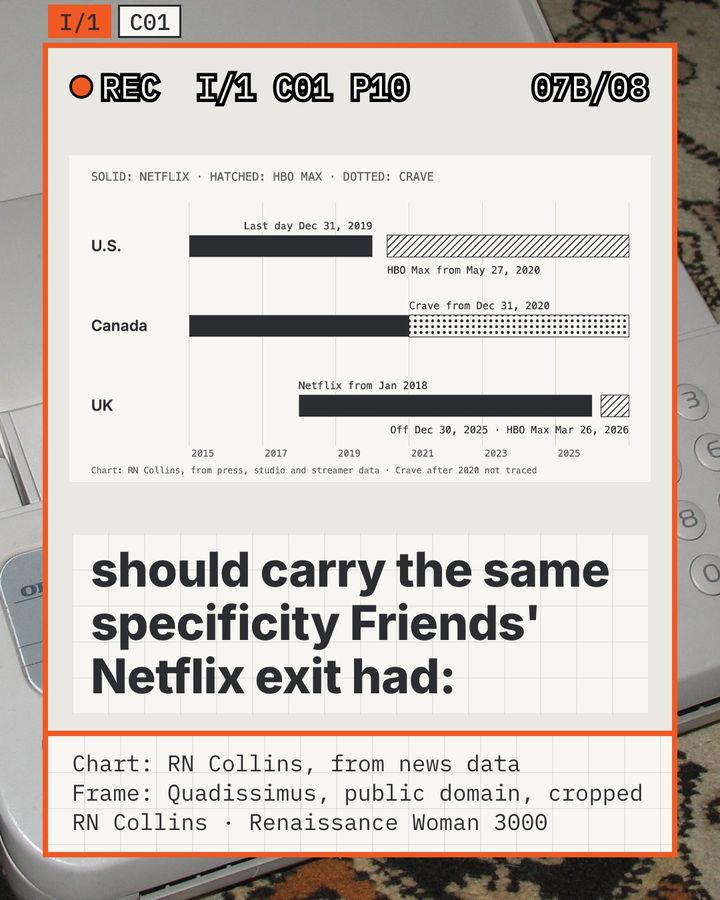 I/1 C01
REC I/1 C01 P10 07B/08
SOLID: NETFLIX · HATCHED: HBO MAX · DOTTED: CRAVE
Last day Dec 31, 2019
U.S.
HBO Max from May 27, 2020
Crave from Dec 31, 2020
Canada
Netflix from Jan 2018
UK
Off Dec 30, 2025 · HBO Max Mar 26, 2026
2015 2017 2019 2021 2023 2025
Chart: RN Collins, from press, studio and streamer data · Crave after 2020 not traced
should carry the same
specificity Friends'
Netflix exit had:
Chart: RN Collins, from news data
Frame: Quadissimus, public domain, cropped
RN Collins · Renaissance Woman 3000
3
6
8
0